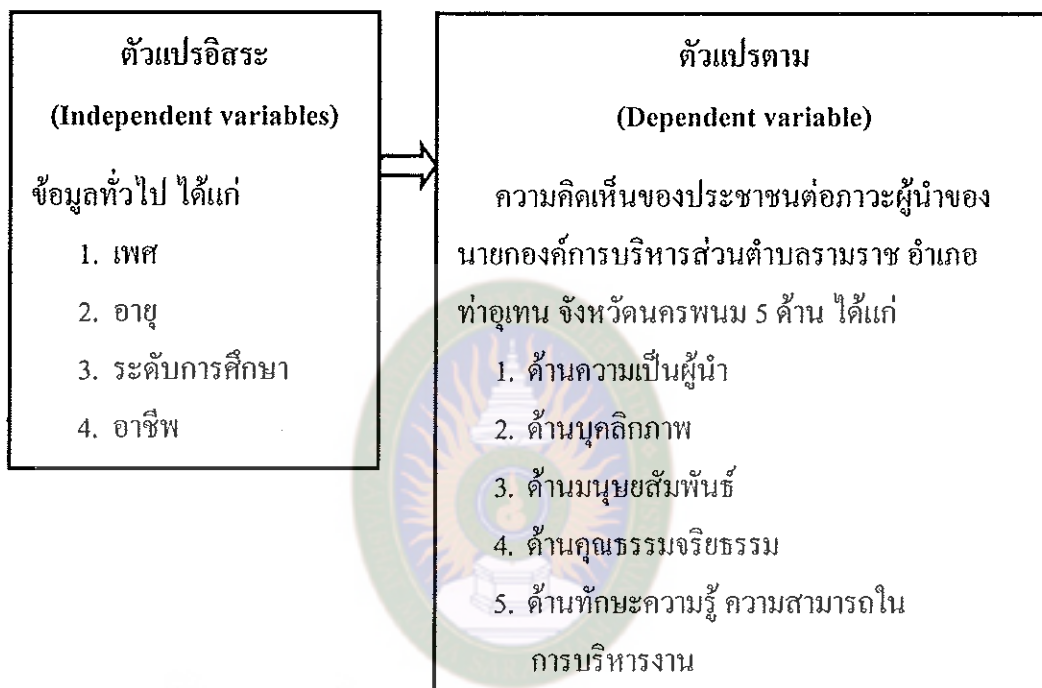 ตัวแปรอิสระ
(Independent variables)
ข้อมูลทั่วไป ได้แก่
1. เพศ
2. อายุ
3. ระดับการศึกษา
4. อาชีพ
ตัวแปรตาม
(Dependent variable)
ความคิดเห็นของประชาชนต่อภาวะผู้นำของ
นายกองค์การบริหารส่วนตำบลรามราช อำเภอ
ท่าอุเทน จังหวัดนครพนม 5 ด้าน ได้แก่
1. ด้านความเป็นผู้นำ
2. ด้านบุคลิกภาพ
3. ด้านมนุษยสัมพันธ์
4. ด้านคุณธรรมจริยธรรม
5. ด้านทักษะความรู้ ความสามารถใน
การบริหารงาน